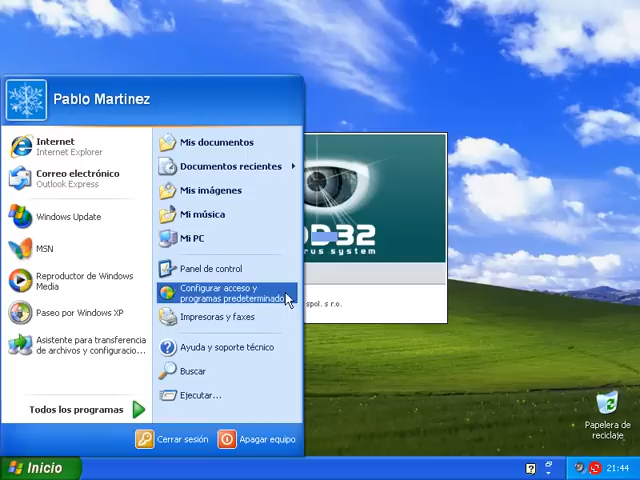 Pablo Martinez
Internet
Internet Explorer
Correo electrónico
Outlook Express
Windows Update
MSN
Reproductor de Windows
Media
Paseo por Windows XP
Asistente para transferencia
de archivos y configuracio...
Todos los programas
Mis documentos
Documentos recientes
Mis imágenes
Mi música
Mi PC
Panel de control
Configurar acceso y
programas predeterminado
Impresoras y faxes
Ayuda y soporte técnico
Buscar
Ejecutar...
Cerrar sesión
Apagar equipo
D32
rus system
spol. s r.o.
Papelera de
reciclaje
Inicio
?
21:44